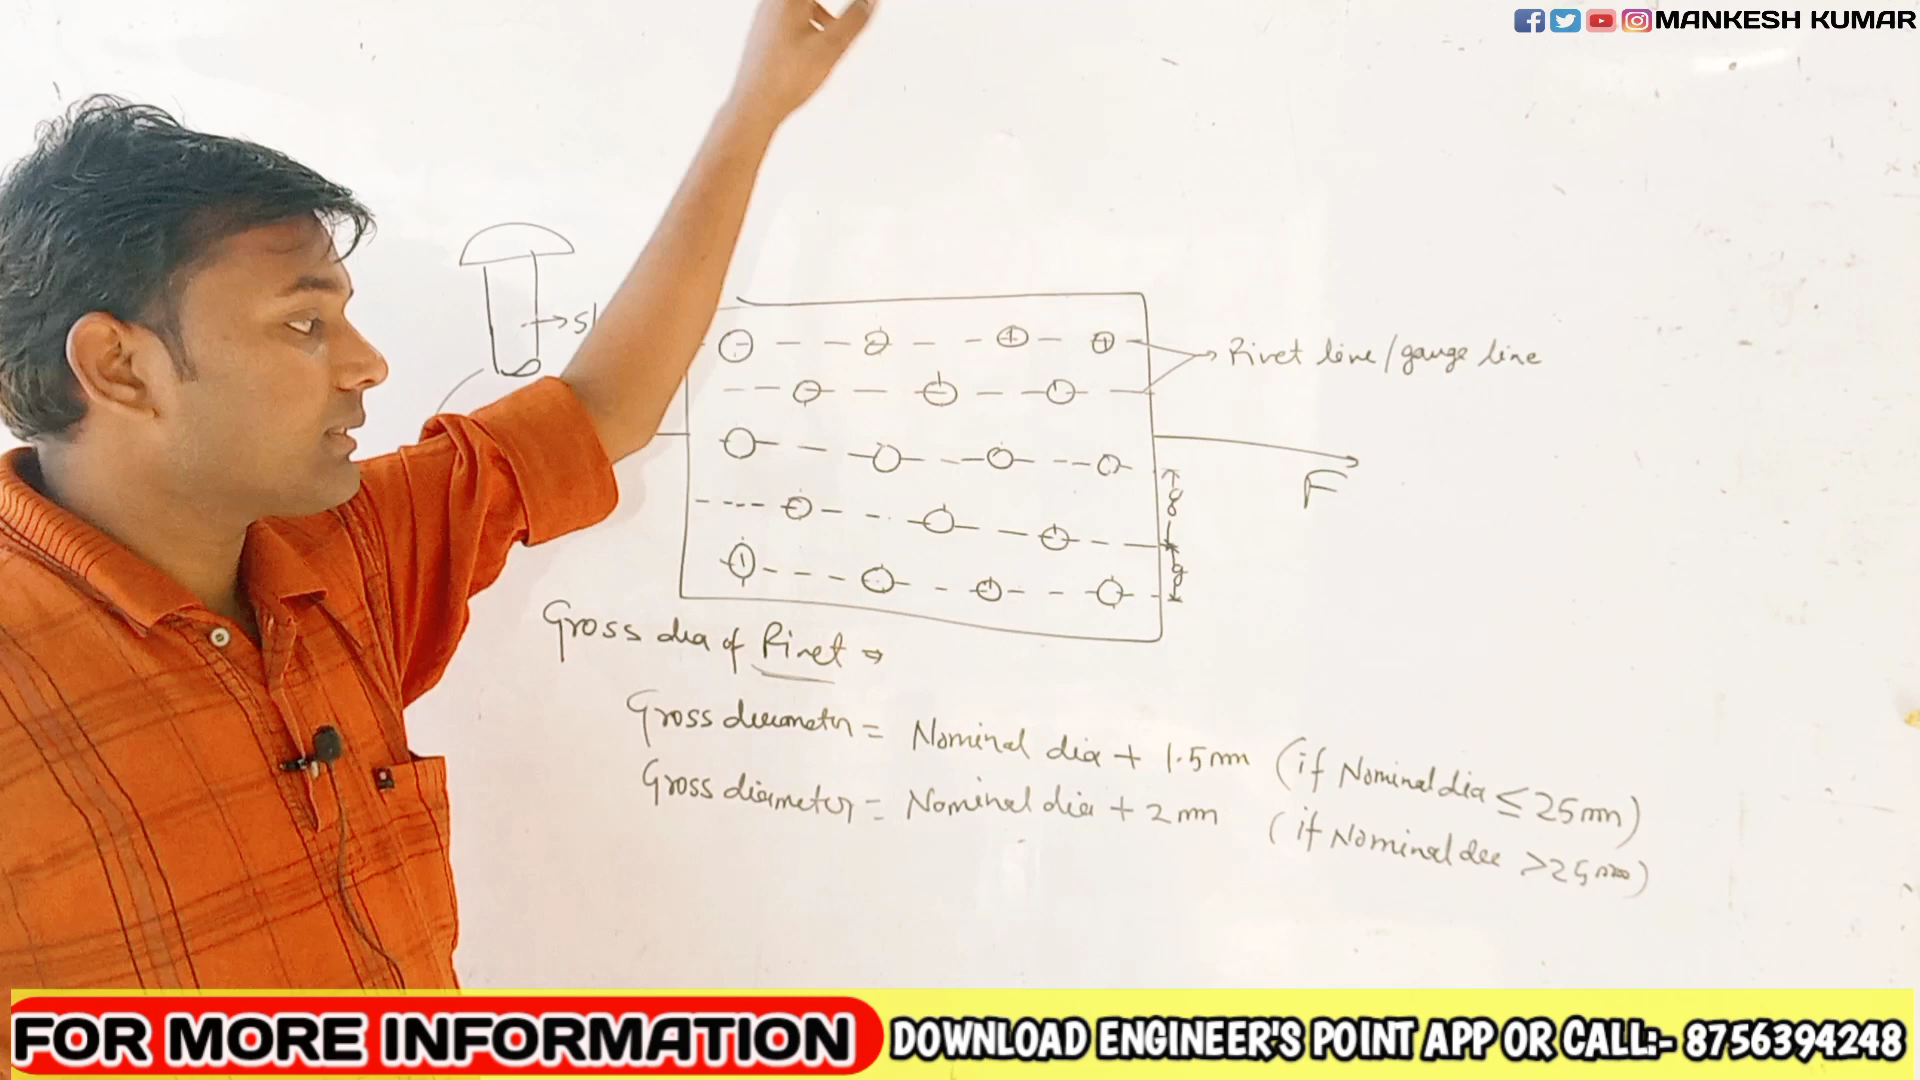 MANKESH KUMAR
Rivet line/gauge line
g
g
F
Gross dia of Rivet ⇒
Gross diameter = Nominal dia + 1.5mm (if Nominal dia ≤ 25mm)
Gross diameter = Nominal dia + 2mm (if Nominal dia > 25mm)
FOR MORE INFORMATION DOWNLOAD ENGINEER'S POINT APP OR CALL:- 8756394248